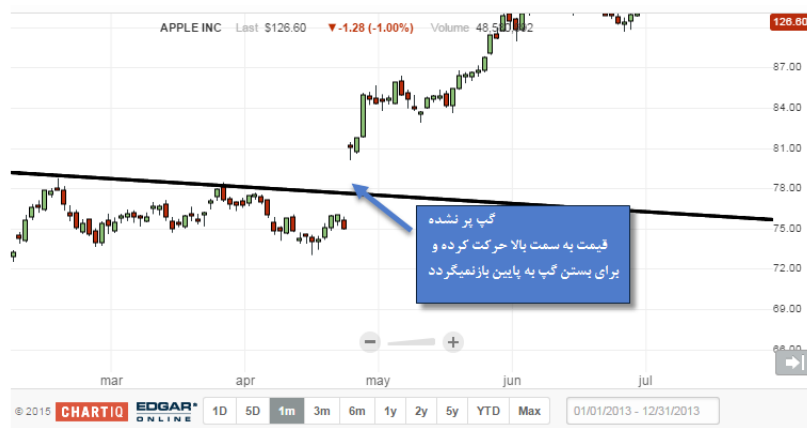 APPLE INC Last $126.60 ▼-1.28 (-1.00%) Volume
126.60
87.00
84.00
81.00
78.00
75.00
72.00
69.00
66.00
گپ پر نشده
قیمت به سمت بالا حرکت کرده و
برای بستن گپ به پایین بازنمیگردد
mar apr may jun jul
© 2015 CHARTIQ EDGAR ONLINE 1D 5D 1m 3m 6m 1y 2y 5y YTD Max 01/01/2013 - 12/31/2013